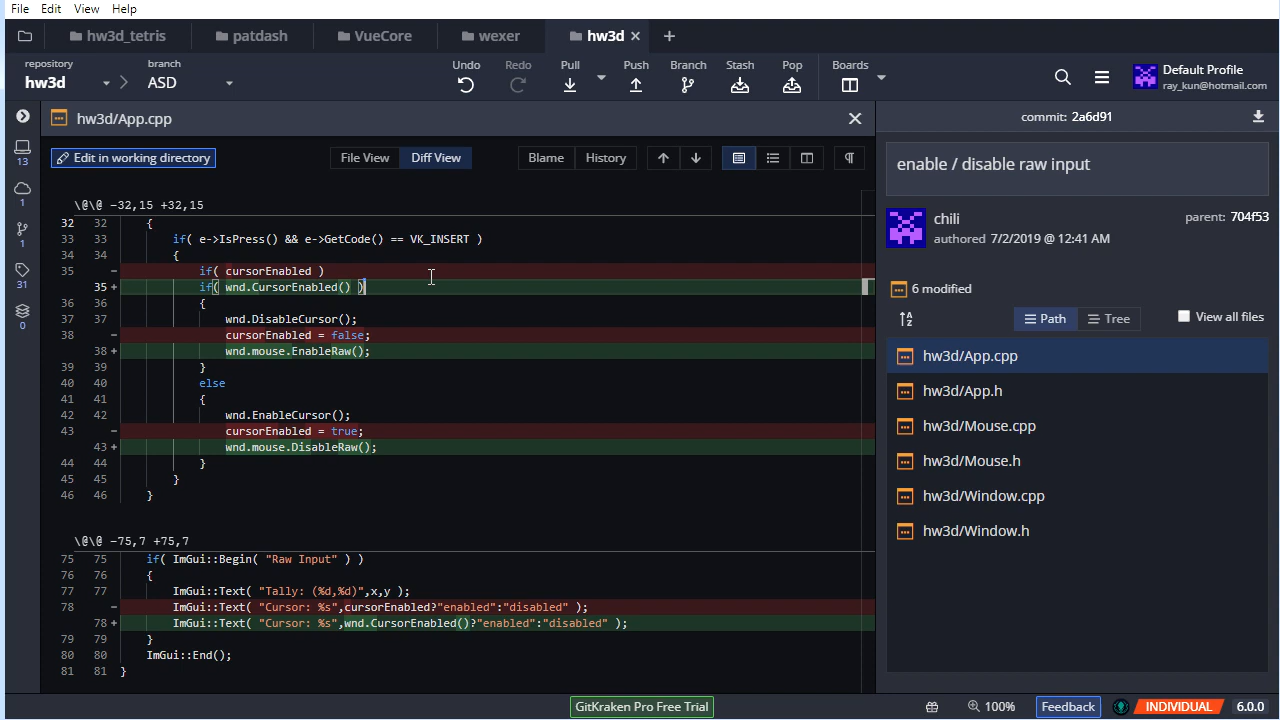 File Edit View Help
hw3d_tetris patdash VueCore wexer hw3d
repository branch Undo Redo Pull Push Branch Stash Pop Boards Default Profile
hw3d ASD ray_kun@hotmail.com
hw3d/App.cpp commit: 2a6d91
Edit in working directory File View Diff View Blame History enable / disable raw input
\@\@ -32,15 +32,15
32 32 {
33 33 if( e->IsPress() && e->GetCode() == VK_INSERT )
34 34 {
35 - if( cursorEnabled )
35 + if( wnd.CursorEnabled() )
36 36 {
37 37 wnd.DisableCursor();
38 - cursorEnabled = false;
38 + wnd.mouse.EnableRaw();
39 39 }
40 40 else
41 41 {
42 42 wnd.EnableCursor();
43 - cursorEnabled = true;
43 + wnd.mouse.DisableRaw();
44 44 }
45 45 }
46 46 }
\@\@ -75,7 +75,7
75 75 if( ImGui::Begin( "Raw Input" ) )
76 76 {
77 77 ImGui::Text( "Tally: (%d,%d)",x,y );
78 - ImGui::Text( "Cursor: %s",cursorEnabled?"enabled":"disabled" );
78 + ImGui::Text( "Cursor: %s",wnd.CursorEnabled()?"enabled":"disabled" );
79 79 }
80 80 ImGui::End();
81 81 }
13
1
1
31
0
chili parent: 704f53
authored 7/2/2019 @ 12:41 AM
6 modified
Path Tree View all files
hw3d/App.cpp
hw3d/App.h
hw3d/Mouse.cpp
hw3d/Mouse.h
hw3d/Window.cpp
hw3d/Window.h
GitKraken Pro Free Trial 100% Feedback INDIVIDUAL 6.0.0